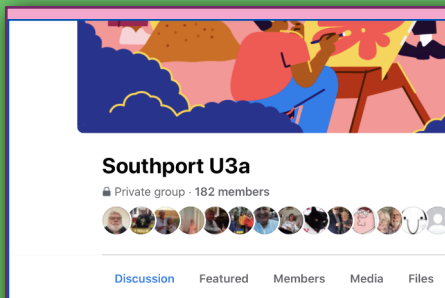 Southport U3a
Private group · 182 members
Discussion Featured Members Media Files